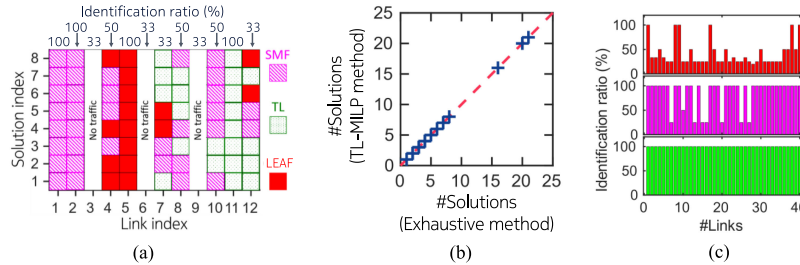 Identification ratio (%)
100 50 33 50 33
100 33 100 33 33 100
Solution index
8
7
6
5
4
3
2
1
No traffic
No traffic
No traffic
1 2 3 4 5 6 7 8 9 10 11 12
Link index
SMF
TL
LEAF
(a)
#Solutions
(TL-MILP method)
25
20
15
10
5
0
0 5 10 15 20 25
#Solutions
(Exhaustive method)
(b)
Identification ratio (%)
100
50
0
100
50
0
100
50
0
0 10 20 30 40
#Links
(c)